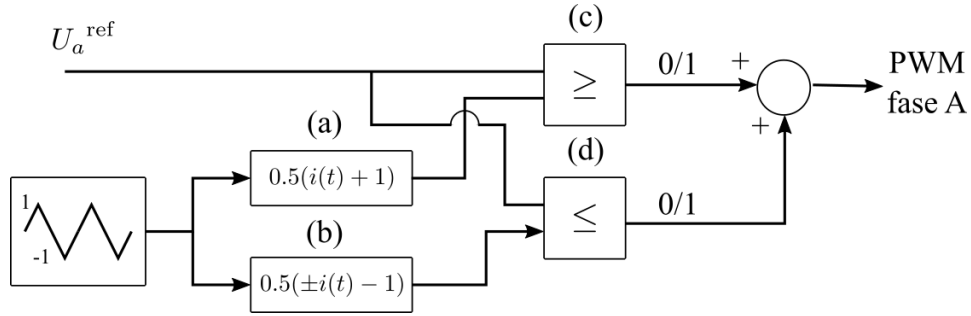 (c)
U_a^ref
0/1
+
PWM
fase A
≥
(a)
+
(d)
0.5(i(t) + 1)
1
-1
≤
0/1
(b)
0.5(±i(t) − 1)